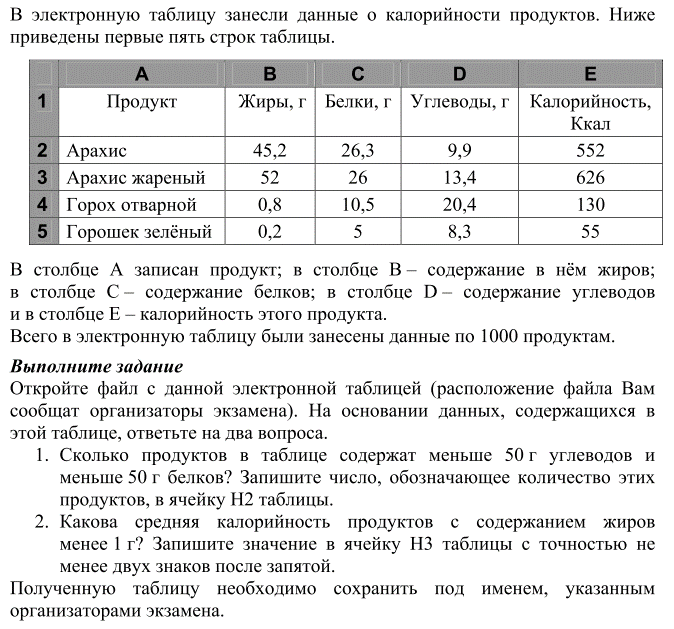 В электронную таблицу занесли данные о калорийности продуктов. Ниже
приведены первые пять строк таблицы.
A B C D E
1 Продукт Жиры, г Белки, г Углеводы, г Калорийность,
Ккал
2 Арахис 45,2 26,3 9,9 552
3 Арахис жареный 52 26 13,4 626
4 Горох отварной 0,8 10,5 20,4 130
5 Горошек зелёный 0,2 5 8,3 55
В столбце A записан продукт; в столбце B – содержание в нём жиров;
в столбце C – содержание белков; в столбце D – содержание углеводов
и в столбце E – калорийность этого продукта.
Всего в электронную таблицу были занесены данные по 1000 продуктам.
Выполните задание
Откройте файл с данной электронной таблицей (расположение файла Вам
сообщат организаторы экзамена). На основании данных, содержащихся в
этой таблице, ответьте на два вопроса.
1. Сколько продуктов в таблице содержат меньше 50 г углеводов и
меньше 50 г белков? Запишите число, обозначающее количество этих
продуктов, в ячейку H2 таблицы.
2. Какова средняя калорийность продуктов с содержанием жиров
менее 1 г? Запишите значение в ячейку H3 таблицы с точностью не
менее двух знаков после запятой.
Полученную таблицу необходимо сохранить под именем, указанным
организаторами экзамена.